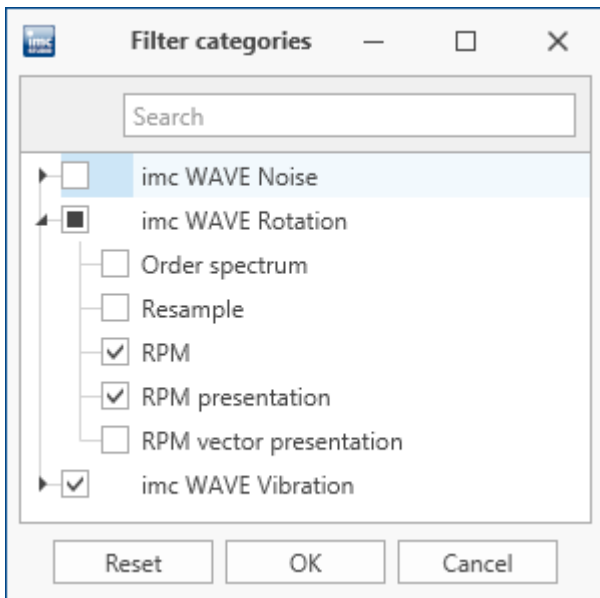 imc
Filter categories
Search
imc WAVE Noise
imc WAVE Rotation
Order spectrum
Resample
RPM
RPM presentation
RPM vector presentation
imc WAVE Vibration
Reset OK Cancel